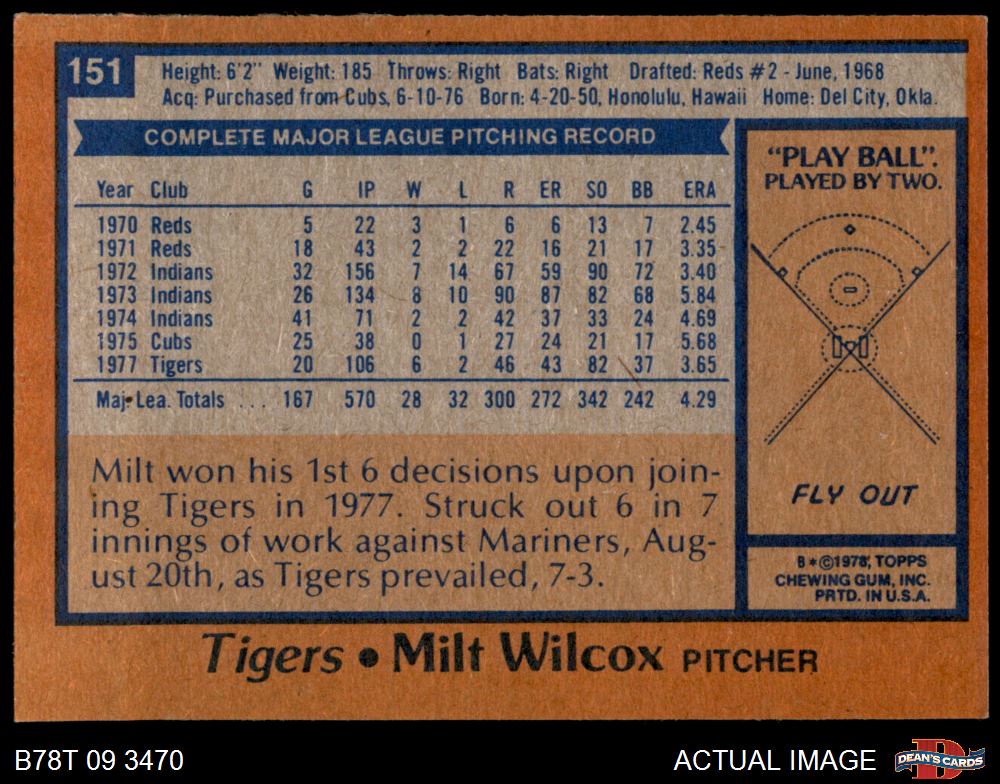 151
Height: 6'2" Weight: 185 Throws: Right Bats: Right Drafted: Reds #2 - June, 1968
Acq: Purchased from Cubs, 6-10-76 Born: 4-20-50, Honolulu, Hawaii Home: Del City, Okla.
COMPLETE MAJOR LEAGUE PITCHING RECORD
Year Club G IP W L R ER SO BB ERA
1970 Reds 5 22 3 1 6 6 13 7 2.45
1971 Reds 18 43 2 2 22 16 21 17 3.35
1972 Indians 32 156 7 14 67 59 90 72 3.40
1973 Indians 26 134 8 10 90 87 82 68 5.84
1974 Indians 41 71 2 2 42 37 33 24 4.69
1975 Cubs 25 38 0 1 27 24 21 17 5.68
1977 Tigers 20 106 6 2 46 43 82 37 3.65
Maj. Lea. Totals ... 167 570 28 32 300 272 342 242 4.29
Milt won his 1st 6 decisions upon join-
ing Tigers in 1977. Struck out 6 in 7
innings of work against Mariners, Aug-
ust 20th, as Tigers prevailed, 7-3.
"PLAY BALL".
PLAYED BY TWO.
FLY OUT
B*©1978, TOPPS
CHEWING GUM, INC.
PRTD. IN U.S.A.
Tigers • Milt Wilcox PITCHER
B78T 09 3470
ACTUAL IMAGE
DEAN'S CARDS